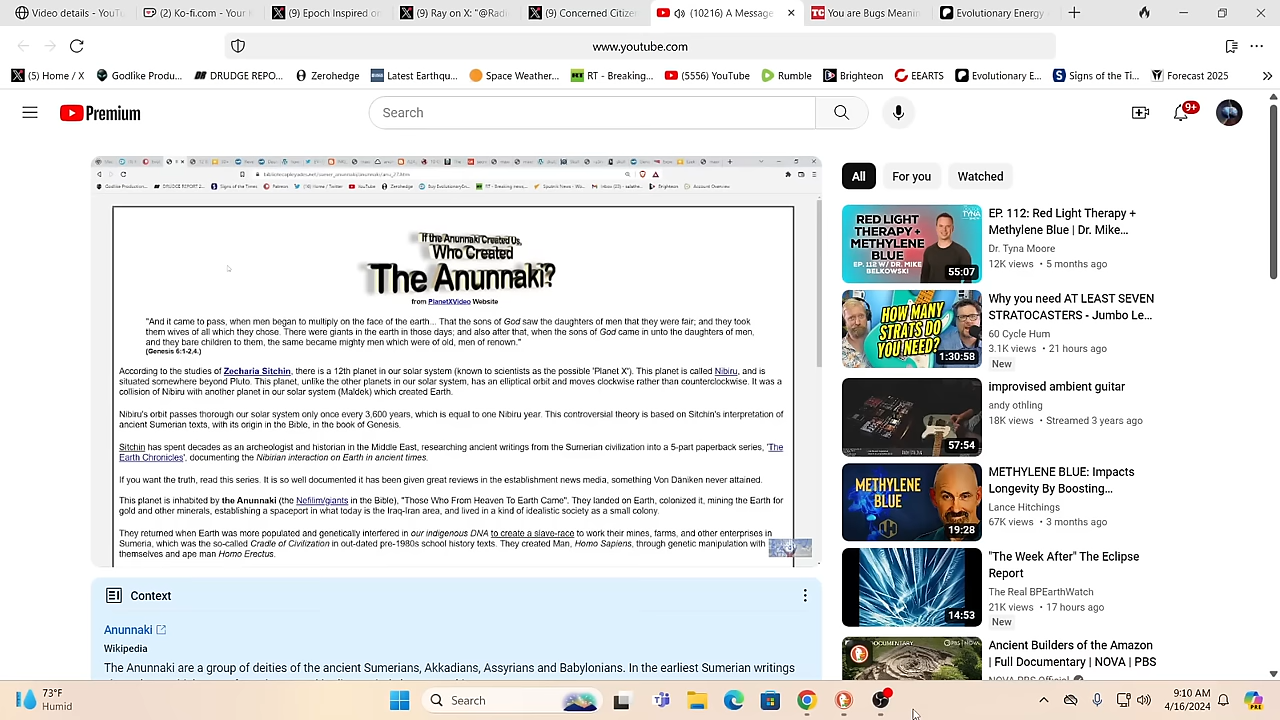 Video details - YouTu
(2) Ko-fi.com - Your
(9) Epoch Inspired on
(9) Ray on X: "@Radi
(9) Concerned Citizen
(10216) A Message
You are Bugs Meanin
Evolutionary Energy
www.youtube.com
(5) Home / X
Godlike Produ...
DRUDGE REPO...
Zerohedge
Latest Earthqu...
Space Weather...
RT - Breaking...
(5556) YouTube
Rumble
Brighteon
EEARTS
Evolutionary E...
Signs of the Ti...
Forecast 2025
Premium
Search
9+
If the Anunnaki Created Us,
Who Created
The Anunnaki?
from PlanetXVideo Website
"And it came to pass, when men began to multiply on the face of the earth... That the sons of God saw the daughters of men that they were fair; and they took
them wives of all which they chose. There were giants in the earth in those days; and also after that, when the sons of God came in unto the daughters of men,
and they bare children to them, the same became mighty men which were of old, men of renown."
(Genesis 6:1-2,4.)
According to the studies of Zecharia Sitchin, there is a 12th planet in our solar system (known to scientists as the possible 'Planet X'). This planet is called Nibiru, and is
situated somewhere beyond Pluto. This planet, unlike the other planets in our solar system, has an elliptical orbit and moves clockwise rather than counterclockwise. It was a
collision of Nibiru with another planet in our solar system (Maldek) which created Earth.
Nibiru's orbit passes thorough our solar system only once every 3,600 years, which is equal to one Nibiru year. This controversial theory is based on Sitchin's interpretation of
ancient Sumerian texts, with its origin in the Bible, in the book of Genesis.
Sitchin has spent decades as an archeologist and historian in the Middle East, researching ancient writings from the Sumerian civilization into a 5-part paperback series, 'The
Earth Chronicles', documenting the Nibirian interaction on Earth in ancient times.
If you want the truth, read this series. It is so well documented it has been given great reviews in the establishment news media, something Von Däniken never attained.
This planet is inhabited by the Anunnaki (the Nefilim/giants in the Bible), "Those Who From Heaven To Earth Came". They landed on Earth, colonized it, mining the Earth for
gold and other minerals, establishing a spaceport in what today is the Iraq-Iran area, and lived in a kind of idealistic society as a small colony.
They returned when Earth was more populated and genetically interfered in our indigenous DNA to create a slave-race to work their mines, farms, and other enterprises in
Sumeria, which was the so-called Cradle of Civilization in out-dated pre-1980s school history texts. They created Man, Homo Sapiens, through genetic manipulation with
themselves and ape man Homo Erectus.
Context
Anunnaki
Wikipedia
The Anunnaki are a group of deities of the ancient Sumerians, Akkadians, Assyrians and Babylonians. In the earliest Sumerian writings
All
For you
Watched
RED LIGHT
THERAPY +
METHYLENE
BLUE
EP. 112 W/ DR. MIKE
BELKOWSKI
TYNA
55:07
EP. 112: Red Light Therapy +
Methylene Blue | Dr. Mike...
Dr. Tyna Moore
12K views • 5 months ago
HOW MANY
STRATS DO
YOU NEED?
1:30:58
Why you need AT LEAST SEVEN
STRATOCASTERS - Jumbo Le...
60 Cycle Hum
3.1K views • 21 hours ago
New
57:54
improvised ambient guitar
andy othling
18K views • Streamed 3 years ago
METHYLENE
BLUE
19:28
METHYLENE BLUE: Impacts
Longevity By Boosting...
Lance Hitchings
67K views • 3 months ago
14:53
"The Week After" The Eclipse
Report
The Real BPEarthWatch
21K views • 17 hours ago
New
DOCUMENTARY
PBS NOVA
Ancient Builders of the Amazon
| Full Documentary | NOVA | PBS
NOVA PBS Official
73°F
Humid
Search
9:10 AM
4/16/2024